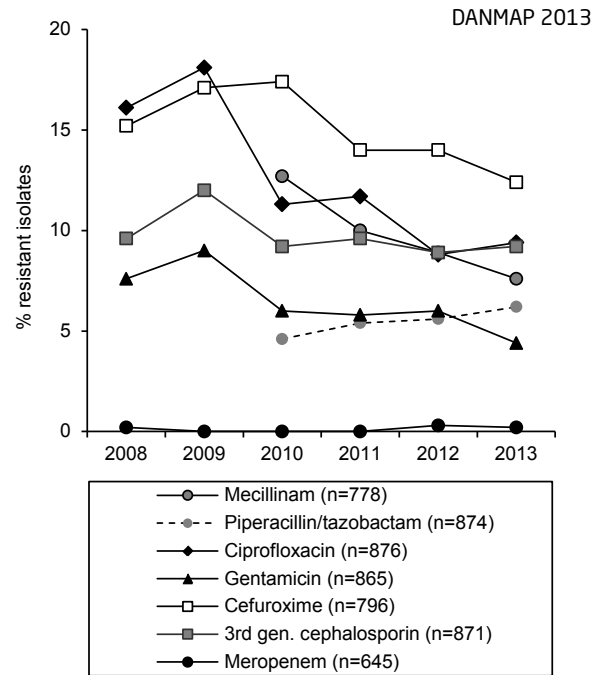 DANMAP 2013
20
15
10
5
0
% resistant isolates
2008 2009 2010 2011 2012 2013
Mecillinam (n=778)
Piperacillin/tazobactam (n=874)
Ciprofloxacin (n=876)
Gentamicin (n=865)
Cefuroxime (n=796)
3rd gen. cephalosporin (n=871)
Meropenem (n=645)